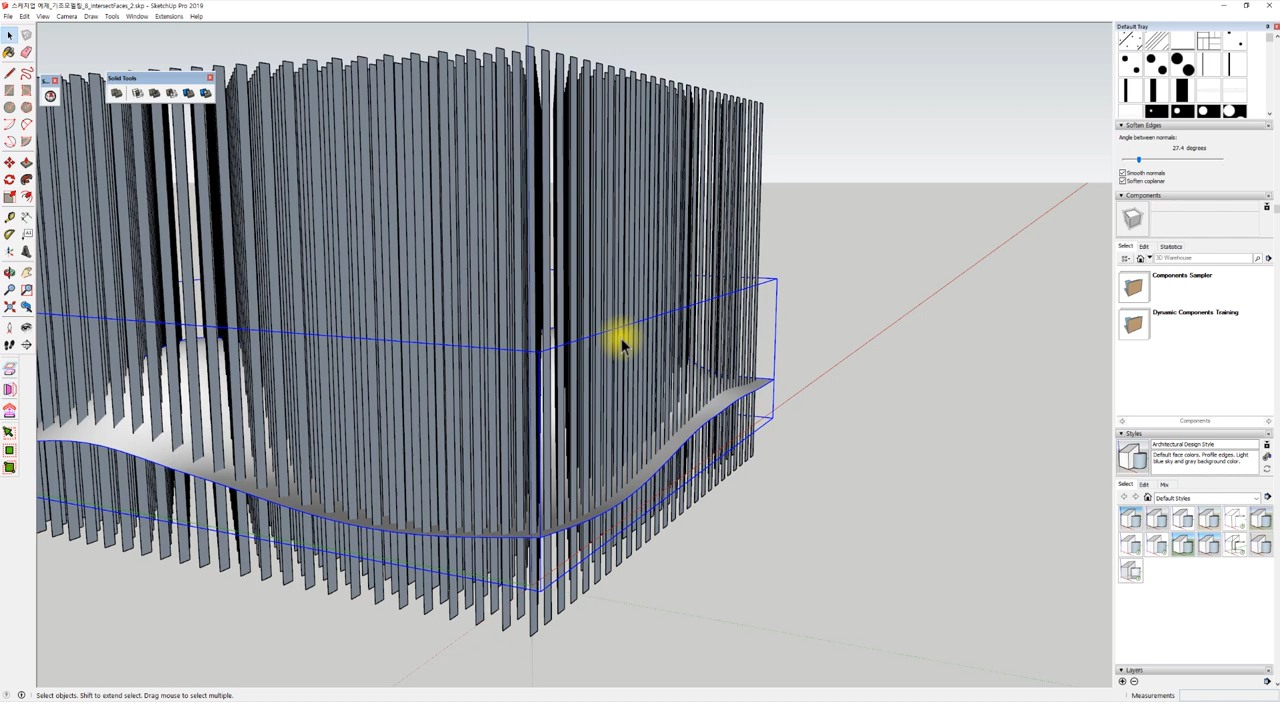 스케치업 예제_기조모델링_8_IntersectFaces_2.skp - SketchUp Pro 2019
File Edit View Camera Draw Tools Window Extensions Help
S...
Solid Tools
Default Tray
Soften Edges
Angle between normals:
27.4 degrees
Smooth normals
Soften coplanar
Components
Select Edit Statistics
3D Warehouse
Components Sampler
Dynamic Components Training
Components
Styles
Architectural Design Style
Default face colors. Profile edges. Light
blue sky and gray background color.
Select Edit Mix
Default Styles
Layers
Select objects. Shift to extend select. Drag mouse to select multiple.
Measurements